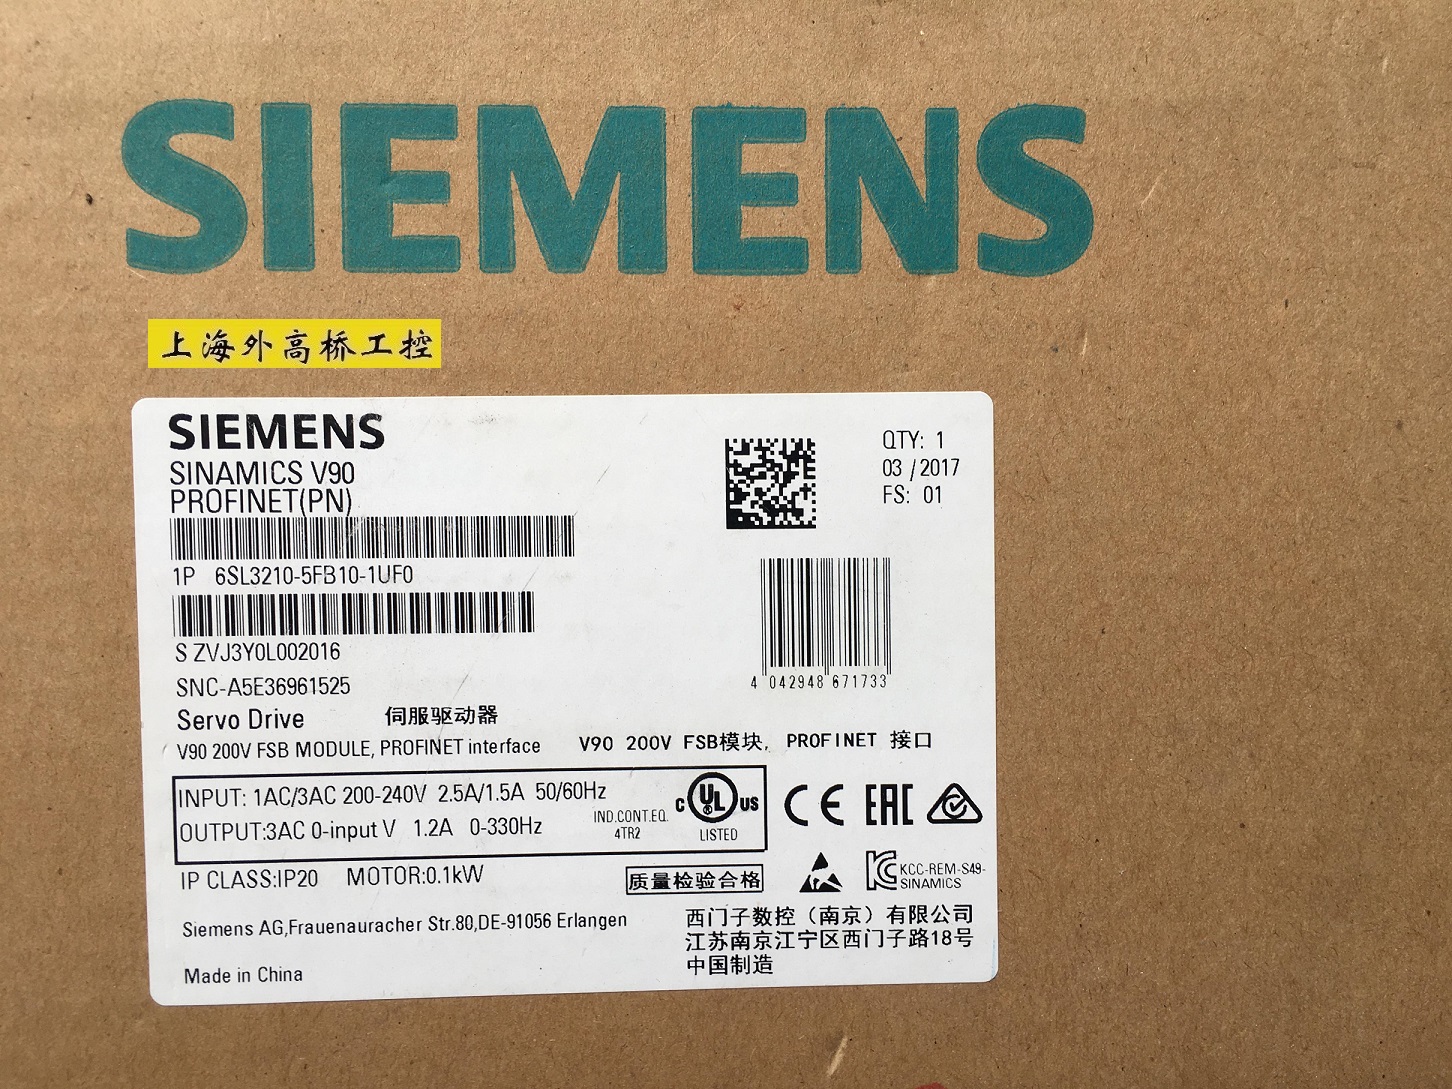 SIEMENS
上海外高桥工控
SIEMENS
SINAMICS V90
PROFINET(PN)
QTY: 1
03 /2017
FS: 01
1P 6SL3210-5FB10-1UF0
S ZVJ3Y0L002016
SNC-A5E36961525
4 042948 671733
Servo Drive 伺服驱动器
V90 200V FSB MODULE, PROFINET interface V90 200V FSB模块, PROFINET 接口
INPUT: 1AC/3AC 200-240V 2.5A/1.5A 50/60Hz
OUTPUT:3AC 0-input V 1.2A 0-330Hz
IND.CONT.EQ.
4TR2
C UL ® US
LISTED
CE EAC
IP CLASS:IP20 MOTOR:0.1kW
质量检验合格
KCC-REM-S49-
SINAMICS
Siemens AG,Frauenauracher Str.80,DE-91056 Erlangen
Made in China
西门子数控（南京）有限公司
江苏南京江宁区西门子路18号
中国制造